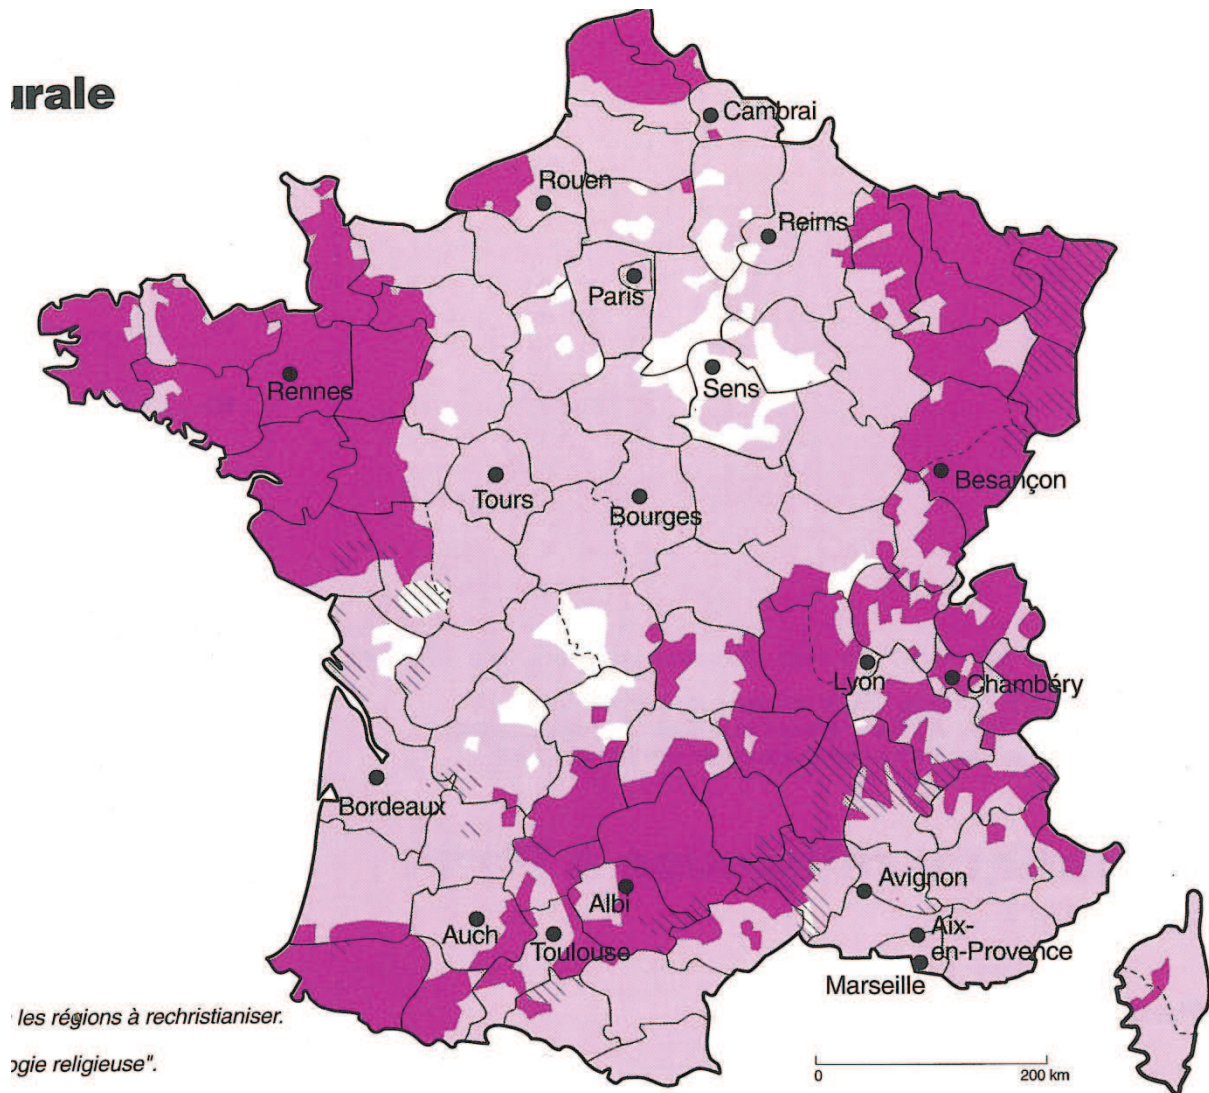 urale
Cambrai
Rouen
Reims
Paris
Rennes
Sens
Besançon
Tours
Bourges
Lyon
Chambéry
Bordeaux
Avignon
Albi
Auch
Toulouse
Aix-
en-Provence
Marseille
les régions à rechristianiser.
ogie religieuse".
0
200 km